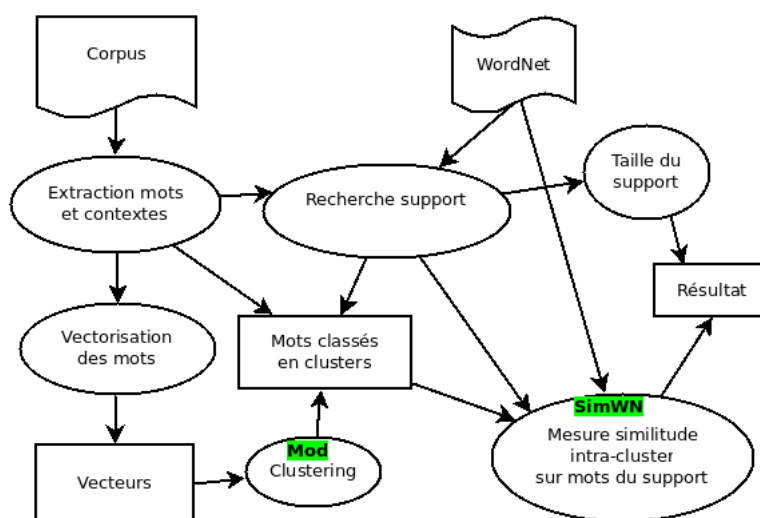 Corpus
WordNet
Taille du
support
Extraction mots
et contextes
Recherche support
Résultat
Vectorisation
des mots
Mots classés
en clusters
SimWN
Mesure similitude
intra-cluster
sur mots du support
Mod
Clustering
Vecteurs